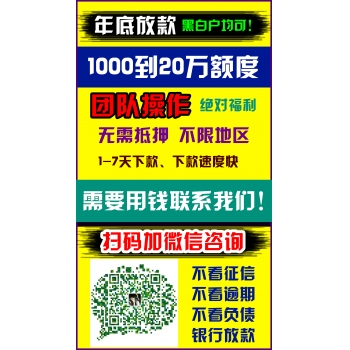 年底放款 黑白户均可！
1000到20万额度
团队操作 绝对福利
无需抵押 不限地区
1-7天下款、下款速度快
需要用钱联系我们！
扫码加微信咨询
不看征信
不看逾期
不看负债
银行放款